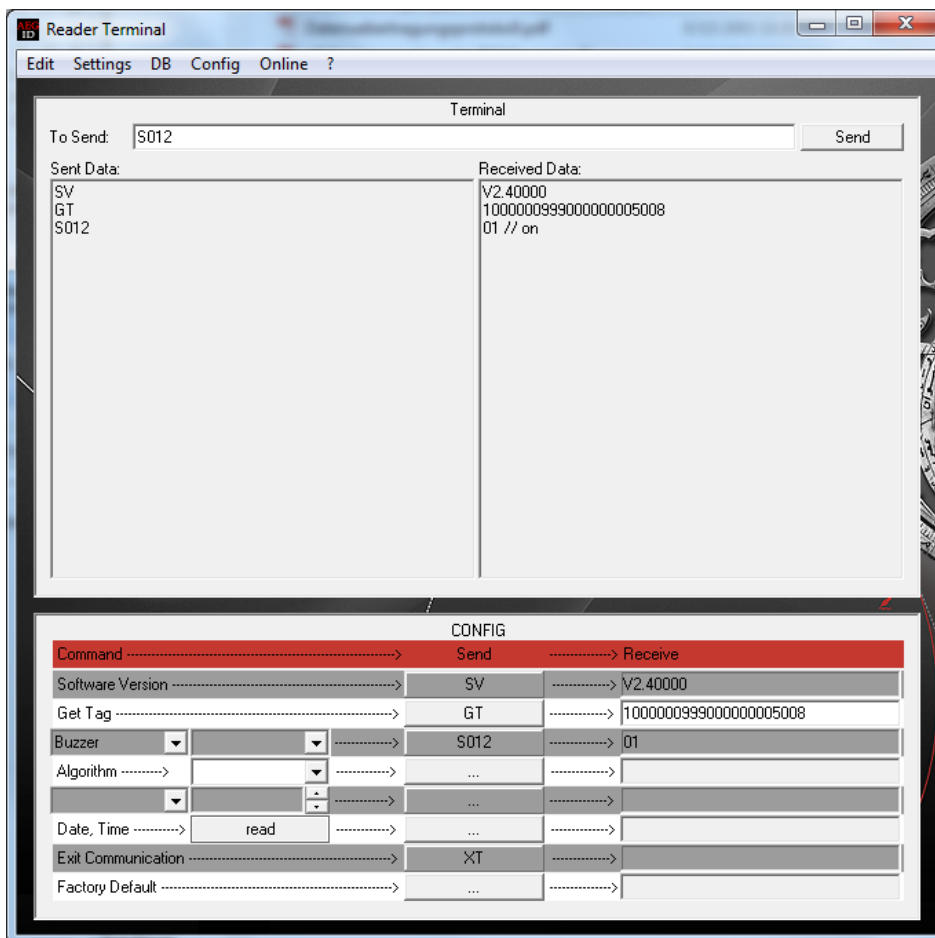 AEG
ID
Reader Terminal
Edit Settings DB Config Online ?
Terminal
To Send: S012 Send
Sent Data: Received Data:
SV V2.40000
GT 1000000999000000005008
S012 01 // on
CONFIG
Command -----------------------------------------------------> Send --------------> Receive
Software Version --------------------------------------------> SV --------------> V2.40000
Get Tag -------------------------------------------------------> GT --------------> 1000000999000000005008
Buzzer -------------> S012 --------------> 01
Algorithm ---------> -------------> ... -------------->
-------------> ... -------------->
Date, Time ----------> read -------------> ... -------------->
Exit Communication -----------------------------------------> XT -------------->
Factory Default -----------------------------------------------> ... -------------->